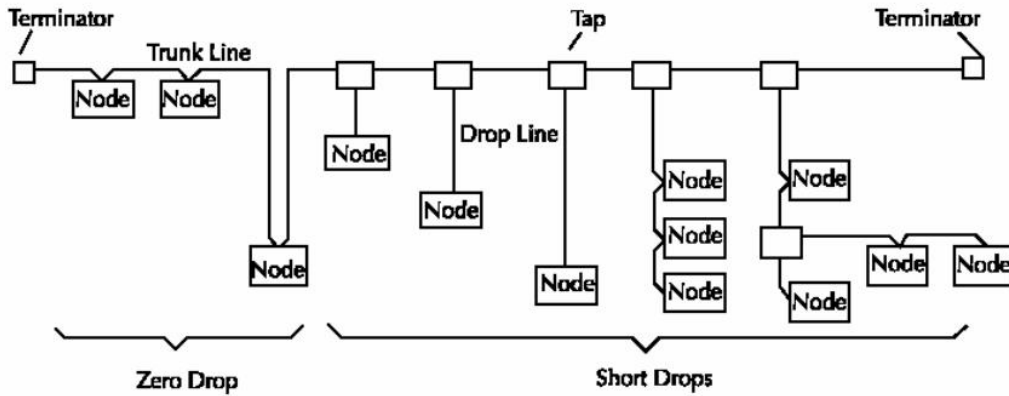 Terminator
Tap
Terminator
Trunk Line
Node
Node
Drop Line
Node
Node
Node
Node
Node
Node
Node
Node
Node
Node
Node
Node
Zero Drop
Short Drops